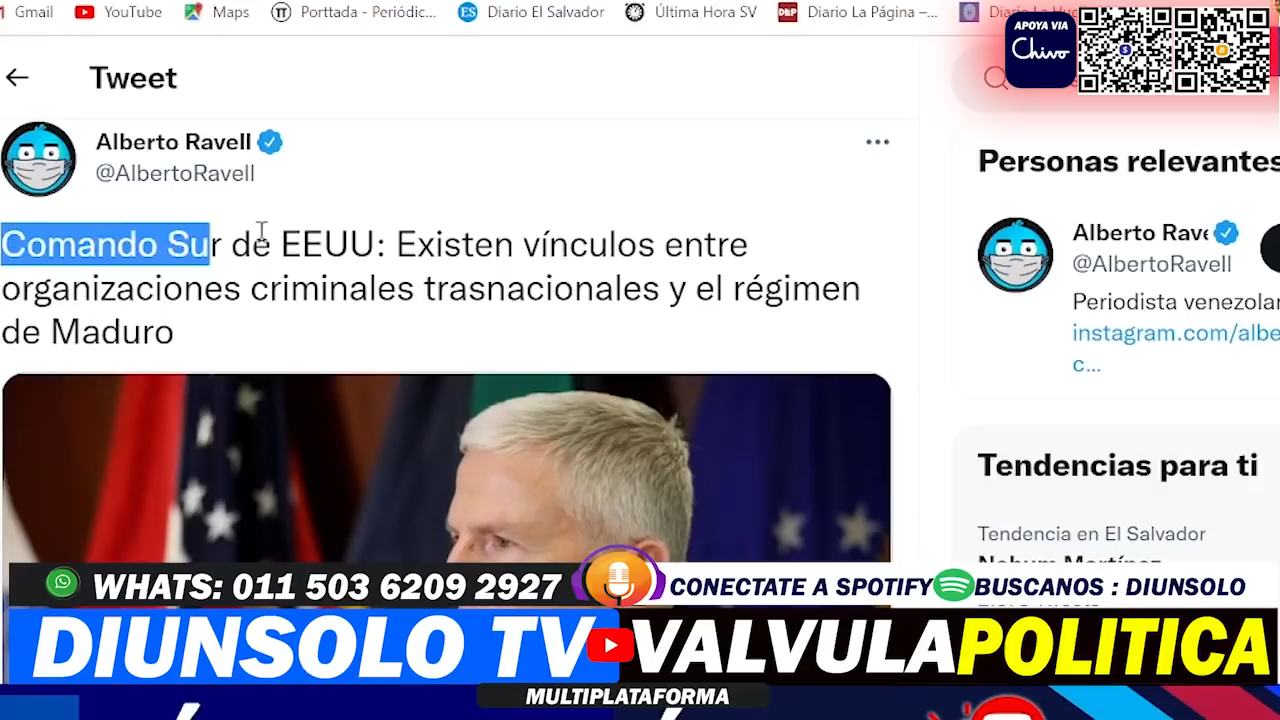 Gmail
YouTube
Maps
Porttada - Periódic...
Diario El Salvador
Última Hora SV
Diario La Página –...
APOYA VIA
Chivo
Tweet
Alberto Ravell
@AlbertoRavell
Comando Sur de EEUU: Existen vínculos entre
organizaciones criminales trasnacionales y el régimen
de Maduro
Personas relevantes
Alberto Rave
@AlbertoRavell
Periodista venezolan
instagram.com/albe
c...
Tendencias para ti
Tendencia en El Salvador
WHATS: 011 503 6209 2927
CONECTATE A SPOTIFY
BUSCANOS : DIUNSOLO
DIUNSOLO TV
VALVULAPOLITICA
MULTIPLATAFORMA